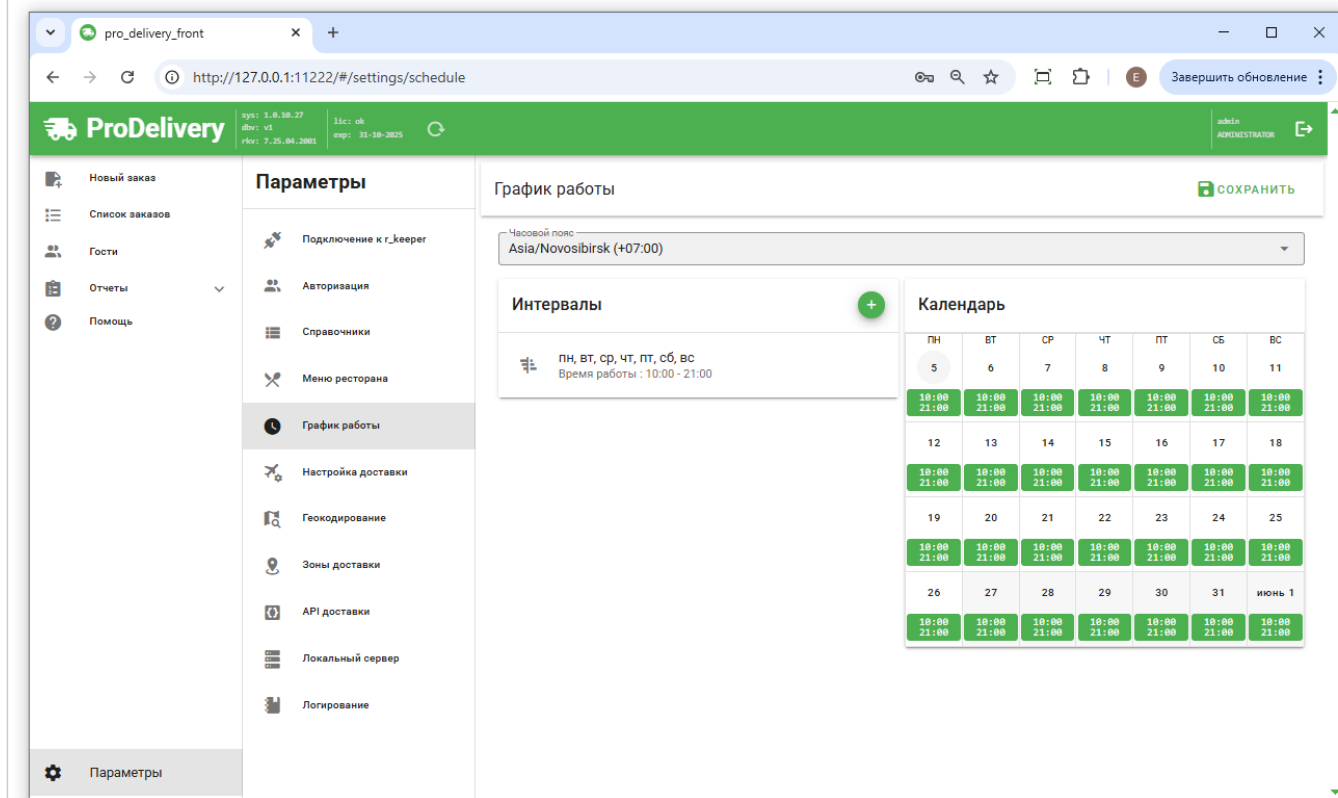 pro_delivery_front
http://127.0.0.1:11222/#/settings/schedule
E
Завершить обновление
ProDelivery
sys: 1.0.10.27
dbv: v1
rkv: 7.25.04.2001
lic: ok
exp: 31-10-2025
admin
ADMINISTRATOR
Новый заказ
Список заказов
Гости
Отчеты
Помощь
Параметры
Параметры
Подключение к r_keeper
Авторизация
Справочники
Меню ресторана
График работы
Настройка доставки
Геокодирование
Зоны доставки
API доставки
Локальный сервер
Логирование
График работы
СОХРАНИТЬ
Часовой пояс
Asia/Novosibirsk (+07:00)
Интервалы
пн, вт, ср, чт, пт, сб, вс
Время работы : 10:00 - 21:00
Календарь
ПН ВТ СР ЧТ ПТ СБ ВС
5 6 7 8 9 10 11
10:00 10:00 10:00 10:00 10:00 10:00 10:00
21:00 21:00 21:00 21:00 21:00 21:00 21:00
12 13 14 15 16 17 18
10:00 10:00 10:00 10:00 10:00 10:00 10:00
21:00 21:00 21:00 21:00 21:00 21:00 21:00
19 20 21 22 23 24 25
10:00 10:00 10:00 10:00 10:00 10:00 10:00
21:00 21:00 21:00 21:00 21:00 21:00 21:00
26 27 28 29 30 31 июнь 1
10:00 10:00 10:00 10:00 10:00 10:00 10:00
21:00 21:00 21:00 21:00 21:00 21:00 21:00